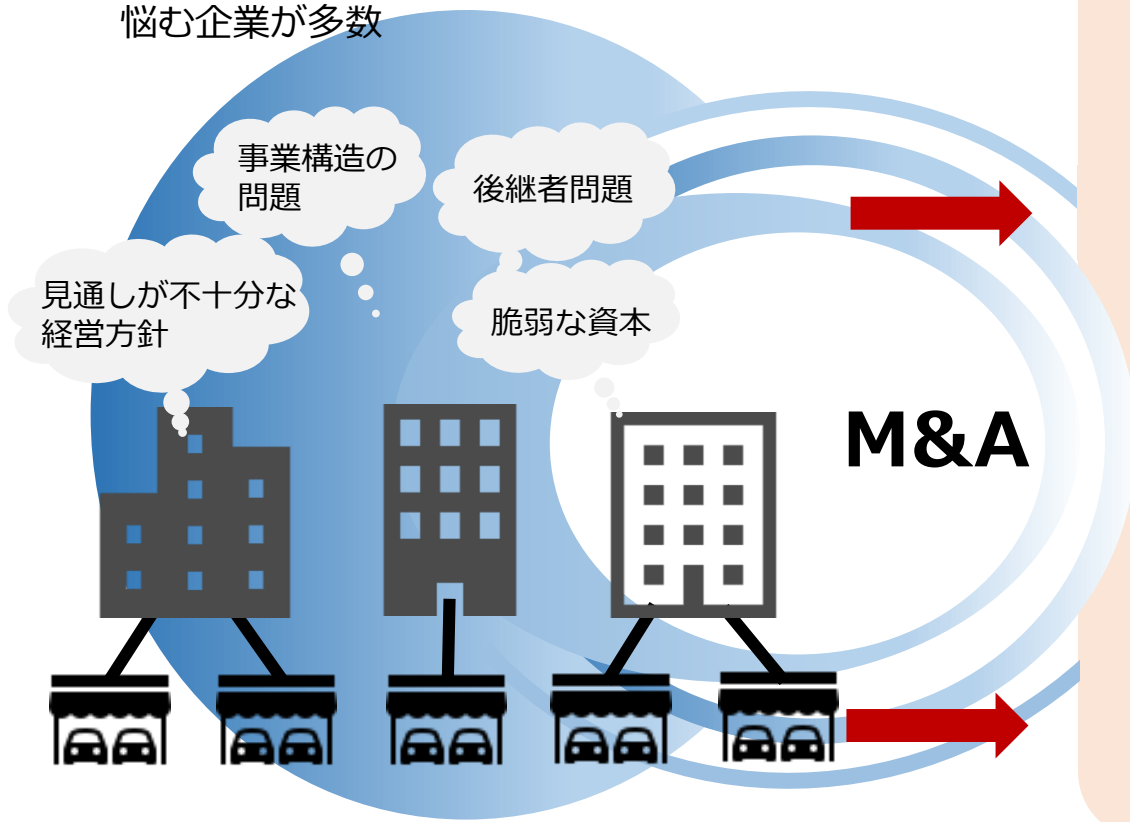 悩む企業が多数
事業構造の
問題
後継者問題
見通しが不十分な
経営方針
脆弱な資本
M&A